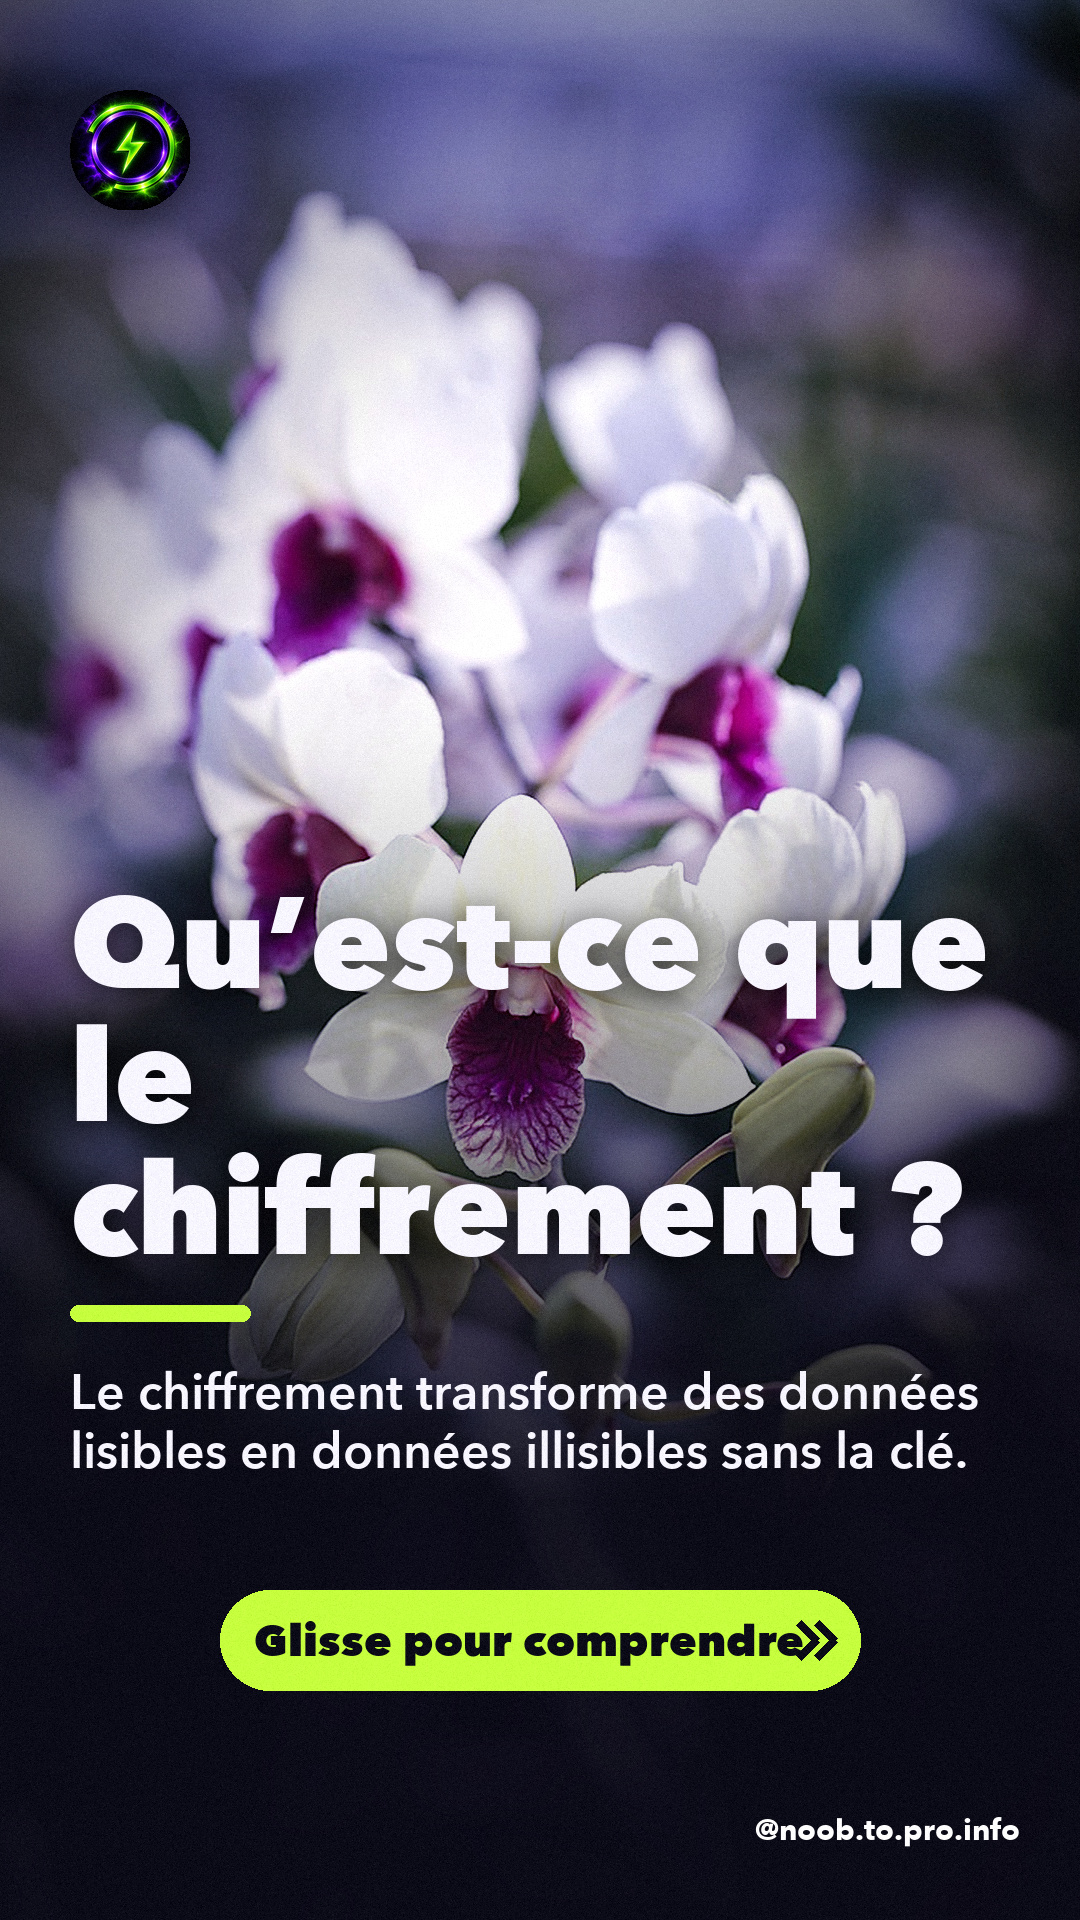 Qu’est-ce que
le
chiffrement ?
Le chiffrement transforme des données
lisibles en données illisibles sans la clé.
Glisse pour comprendre
@noob.to.pro.info